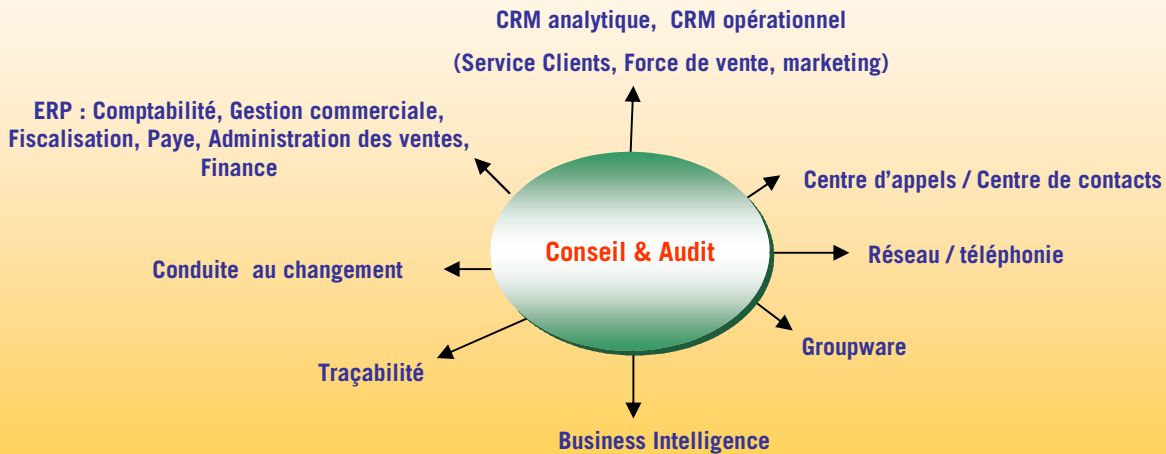 CRM analytique, CRM opérationnel
(Service Clients, Force de vente, marketing)
ERP : Comptabilité, Gestion commerciale,
Fiscalisation, Paye, Administration des ventes,
Finance
Centre d'appels / Centre de contacts
Conseil & Audit
Réseau / téléphonie
Conduite au changement
Groupware
Traçabilité
Business Intelligence